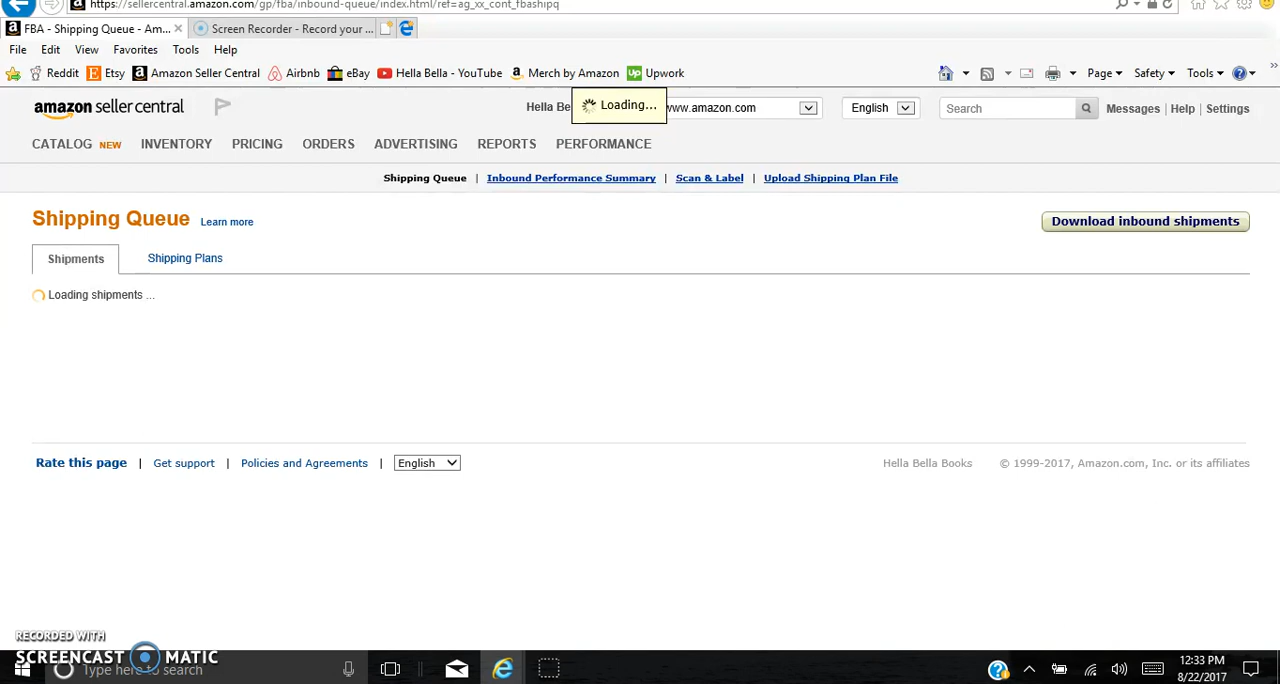 https://sellercentral.amazon.com/gp/fba/inbound-queue/index.html/ref=ag_xx_cont_fbashipq
FBA - Shipping Queue - Am... Screen Recorder - Record your ...
File Edit View Favorites Tools Help
Reddit Etsy Amazon Seller Central Airbnb eBay Hella Bella - YouTube Merch by Amazon Upwork Page Safety Tools
amazon seller central Hella Be Loading... www.amazon.com English Search Messages | Help | Settings
CATALOG NEW INVENTORY PRICING ORDERS ADVERTISING REPORTS PERFORMANCE
Shipping Queue | Inbound Performance Summary | Scan & Label | Upload Shipping Plan File
Shipping Queue Learn more Download inbound shipments
Shipments Shipping Plans
Loading shipments ...
Rate this page | Get support | Policies and Agreements | English Hella Bella Books © 1999-2017, Amazon.com, Inc. or its affiliates
RECORDED WITH
SCREENCAST MATIC
Type here to search
12:33 PM
8/22/2017